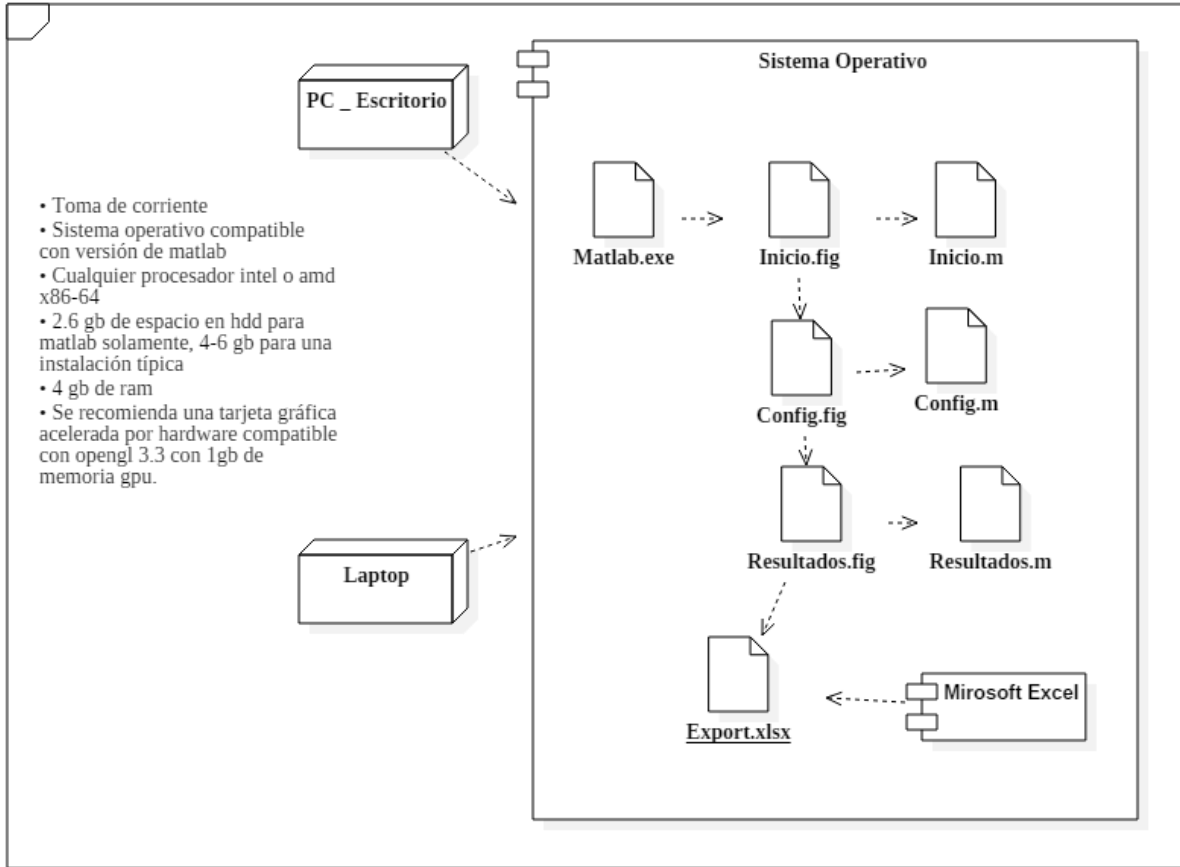 Sistema Operativo
PC _ Escritorio
• Toma de corriente
• Sistema operativo compatible
con versión de matlab
• Cualquier procesador intel o amd
x86-64
• 2.6 gb de espacio en hdd para
matlab solamente, 4-6 gb para una
instalación típica
• 4 gb de ram
• Se recomienda una tarjeta gráfica
acelerada por hardware compatible
con opengl 3.3 con 1gb de
memoria gpu.
Laptop
Matlab.exe
Inicio.fig
Inicio.m
Config.fig
Config.m
Resultados.fig
Resultados.m
Export.xlsx
Mirosoft Excel